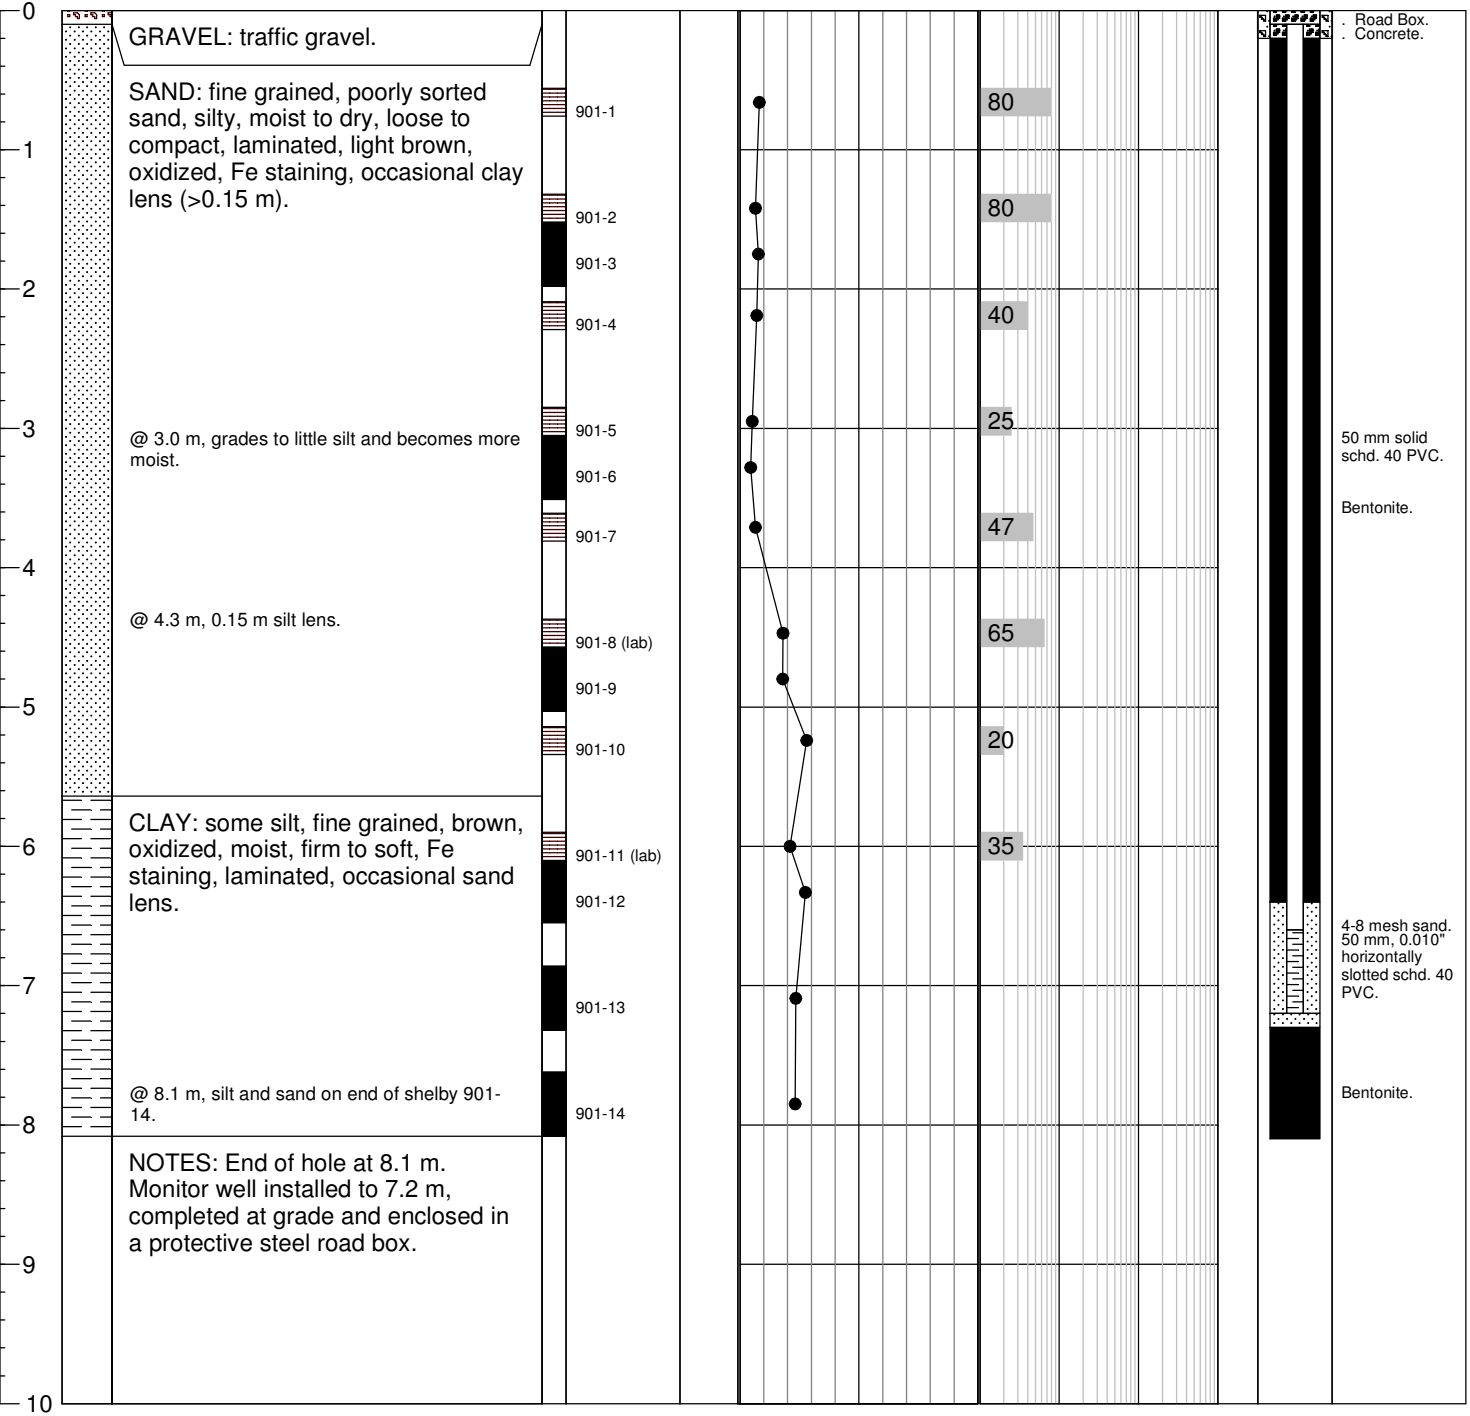 0
1
2
3
4
5
6
7
8
9
10
GRAVEL: traffic gravel.
SAND: fine grained, poorly sorted
sand, silty, moist to dry, loose to
compact, laminated, light brown,
oxidized, Fe staining, occasional clay
lens (>0.15 m).
@ 3.0 m, grades to little silt and becomes more
moist.
@ 4.3 m, 0.15 m silt lens.
CLAY: some silt, fine grained, brown,
oxidized, moist, firm to soft, Fe
staining, laminated, occasional sand
lens.
@ 8.1 m, silt and sand on end of shelby 901-
14.
NOTES: End of hole at 8.1 m.
Monitor well installed to 7.2 m,
completed at grade and enclosed in
a protective steel road box.
901-1
901-2
901-3
901-4
901-5
901-6
901-7
901-8 (lab)
901-9
901-10
901-11 (lab)
901-12
901-13
901-14
80
80
40
25
47
65
20
35
. Road Box.
. Concrete.
50 mm solid
schd. 40 PVC.
Bentonite.
4-8 mesh sand.
50 mm, 0.010"
horizontally
slotted schd. 40
PVC.
Bentonite.